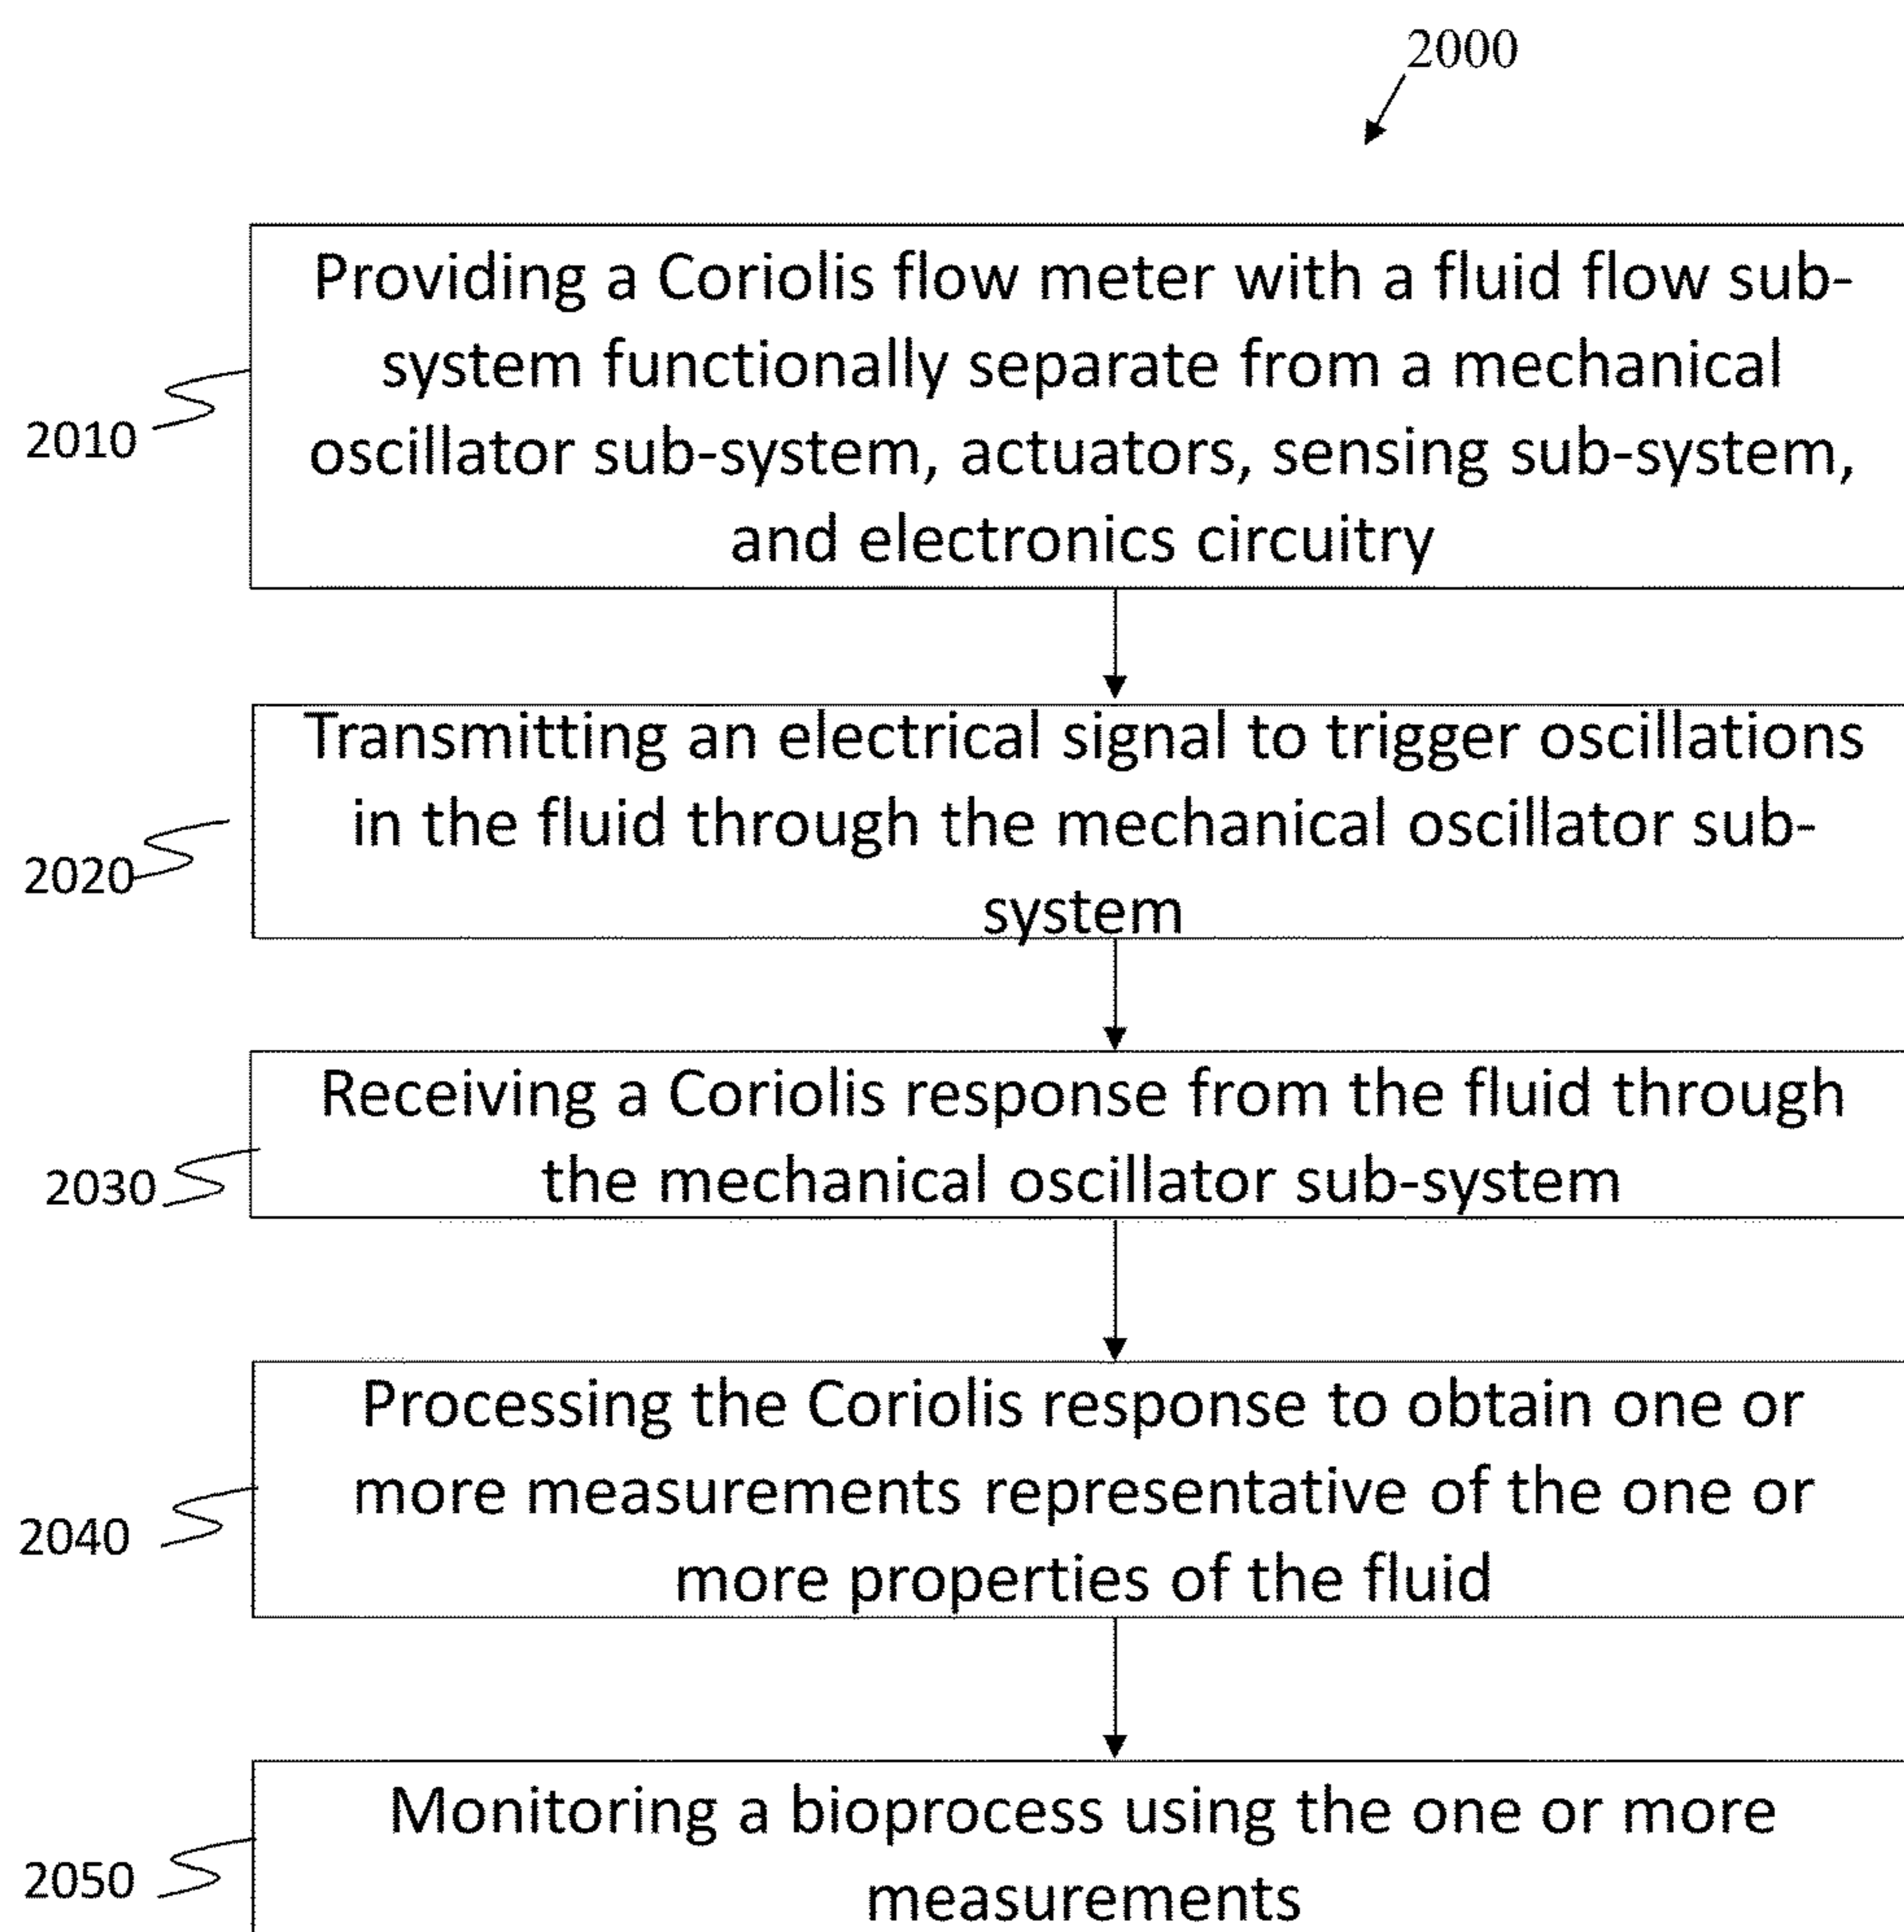 2000
Providing a Coriolis flow meter with a fluid flow sub-
system functionally separate from a mechanical
oscillator sub-system, actuators, sensing sub-system,
and electronics circuitry
2010
Transmitting an electrical signal to trigger oscillations
in the fluid through the mechanical oscillator sub-
system
2020
Receiving a Coriolis response from the fluid through
the mechanical oscillator sub-system
2030
Processing the Coriolis response to obtain one or
more measurements representative of the one or
more properties of the fluid
2040
Monitoring a bioprocess using the one or more
measurements
2050